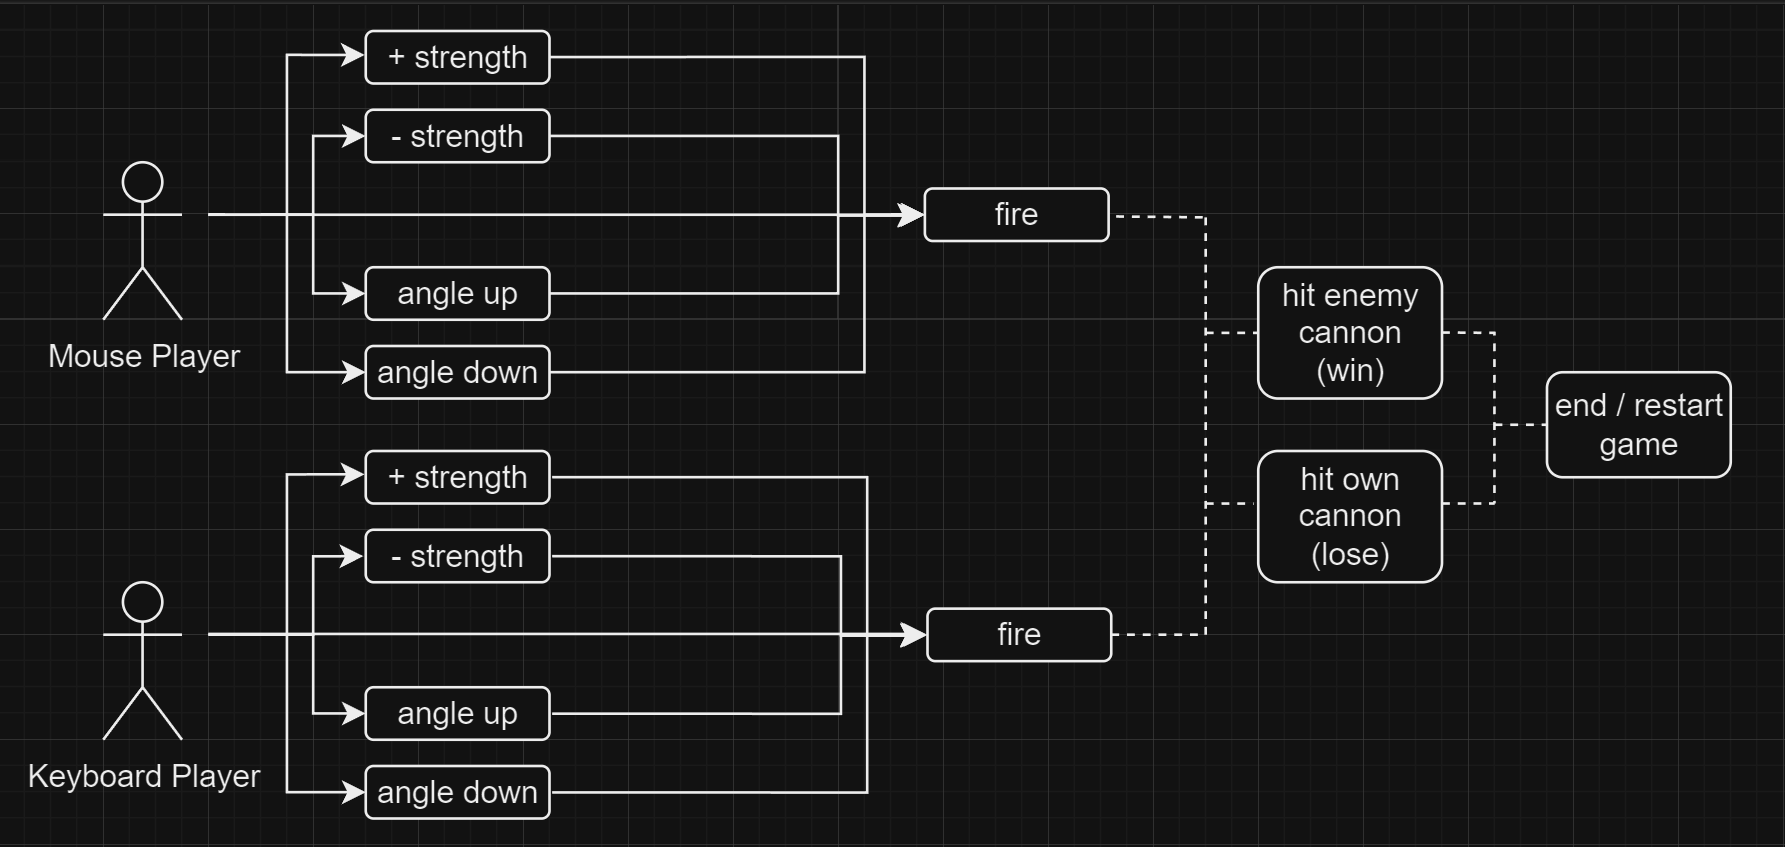 + strength
- strength
fire
angle up
angle down
Mouse Player
+ strength
- strength
fire
angle up
angle down
Keyboard Player
hit enemy
cannon
(win)
hit own
cannon
(lose)
end / restart
game